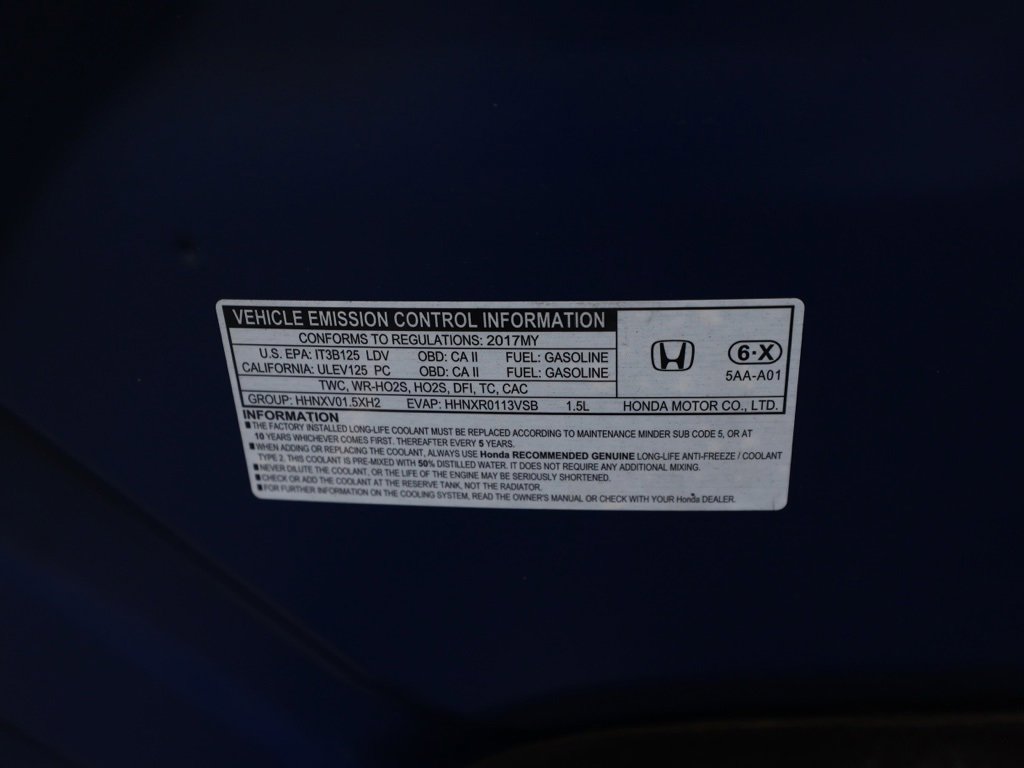 VEHICLE EMISSION CONTROL INFORMATION
CONFORMS TO REGULATIONS: 2017MY
U.S. EPA: IT3B125 LDV OBD: CA II FUEL: GASOLINE
CALIFORNIA: ULEV125 PC OBD: CA II FUEL: GASOLINE
TWC, WR-HO2S, HO2S, DFI, TC, CAC
GROUP: HHNXV01.5XH2 EVAP: HHNXR0113VSB 1.5L
6·X
5AA-A01
HONDA MOTOR CO., LTD.
INFORMATION
■THE FACTORY INSTALLED LONG-LIFE COOLANT MUST BE REPLACED ACCORDING TO MAINTENANCE MINDER SUB CODE 5, OR AT
10 YEARS WHICHEVER COMES FIRST. THEREAFTER EVERY 5 YEARS.
■WHEN ADDING OR REPLACING THE COOLANT, ALWAYS USE Honda RECOMMENDED GENUINE LONG-LIFE ANTI-FREEZE / COOLANT
TYPE 2. THIS COOLANT IS PRE-MIXED WITH 50% DISTILLED WATER. IT DOES NOT REQUIRE ANY ADDITIONAL MIXING.
■NEVER DILUTE THE COOLANT, OR THE LIFE OF THE ENGINE MAY BE SERIOUSLY SHORTENED.
■CHECK OR ADD THE COOLANT AT THE RESERVE TANK, NOT THE RADIATOR.
■FOR FURTHER INFORMATION ON THE COOLING SYSTEM, READ THE OWNER'S MANUAL OR CHECK WITH YOUR Honda DEALER.